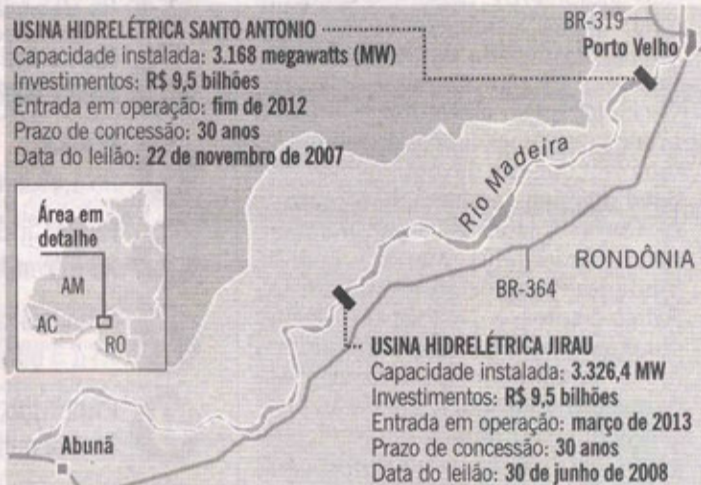 USINA HIDRELÉTRICA SANTO ANTONIO
Capacidade instalada: 3.168 megawatts (MW)
Investimentos: R$ 9,5 bilhões
Entrada em operação: fim de 2012
Prazo de concessão: 30 anos
Data do leilão: 22 de novembro de 2007
BR-319
Porto Velho
Rio Madeira
Área em
detalhe
AM
AC
RO
RONDÔNIA
BR-364
USINA HIDRELÉTRICA JIRAU
Capacidade instalada: 3.326,4 MW
Investimentos: R$ 9,5 bilhões
Entrada em operação: março de 2013
Prazo de concessão: 30 anos
Data do leilão: 30 de junho de 2008
Abunã